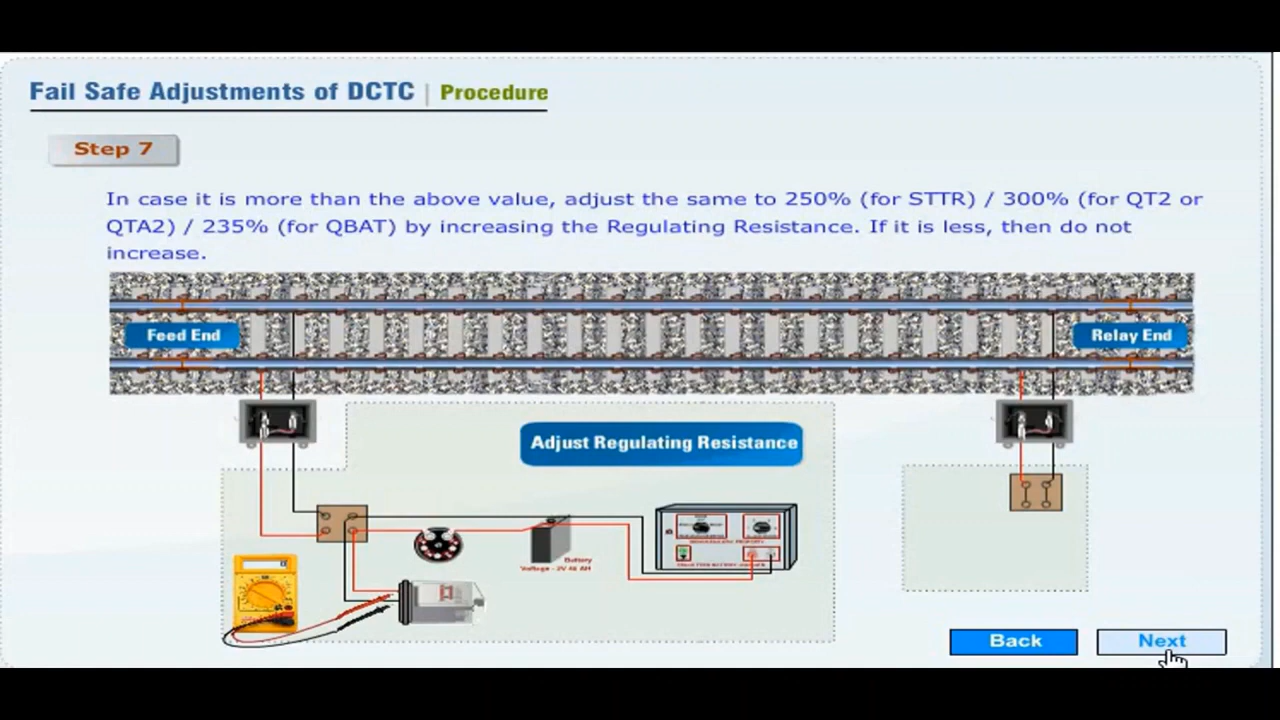 Fail Safe Adjustments of DCTC | Procedure
Step 7
In case it is more than the above value, adjust the same to 250% (for STTR) / 300% (for QT2 or
QTA2) / 235% (for QBAT) by increasing the Regulating Resistance. If it is less, then do not
increase.
Feed End
Relay End
Adjust Regulating Resistance
Battery
Voltage - 2V
Back
Next